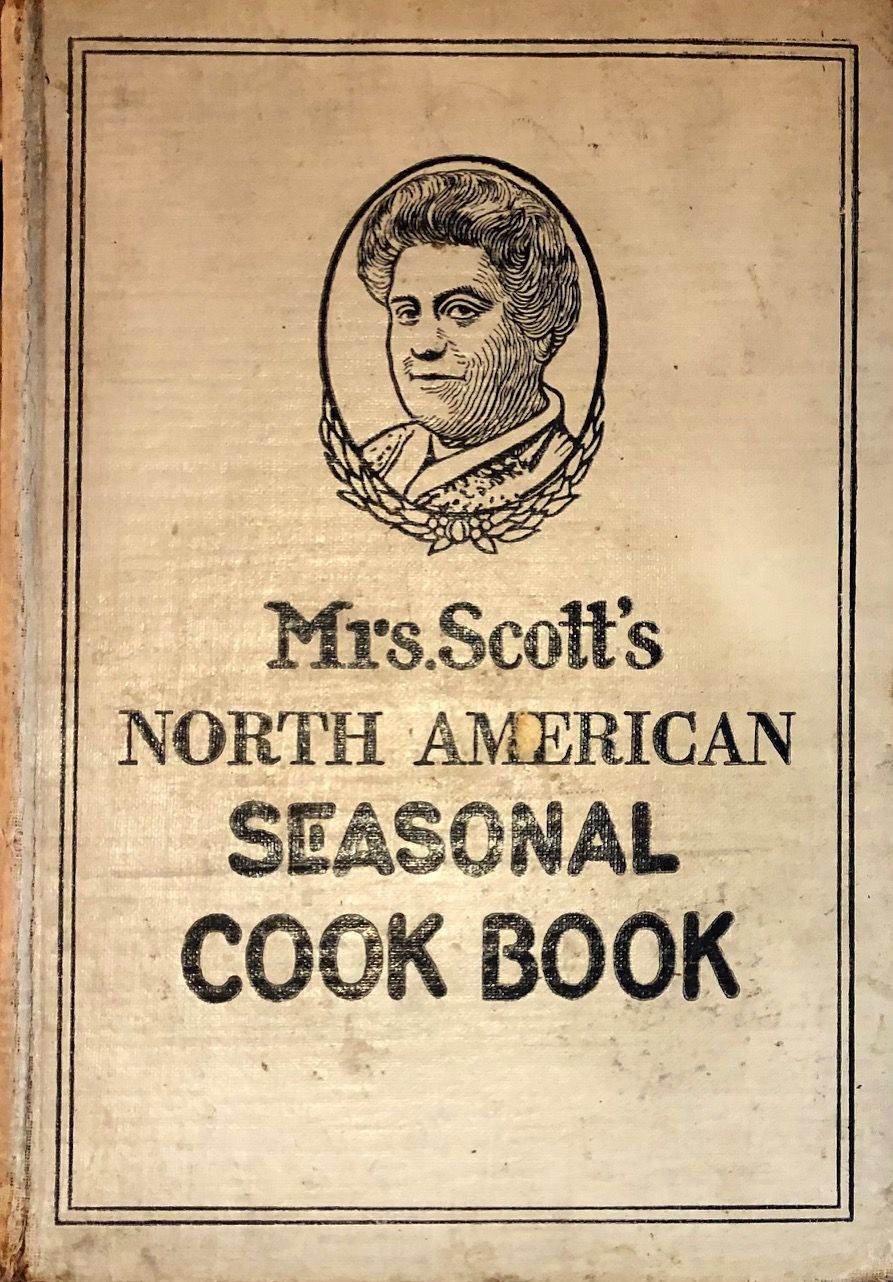 Mrs. Scott's
NORTH AMERICAN
SEASONAL
COOK BOOK